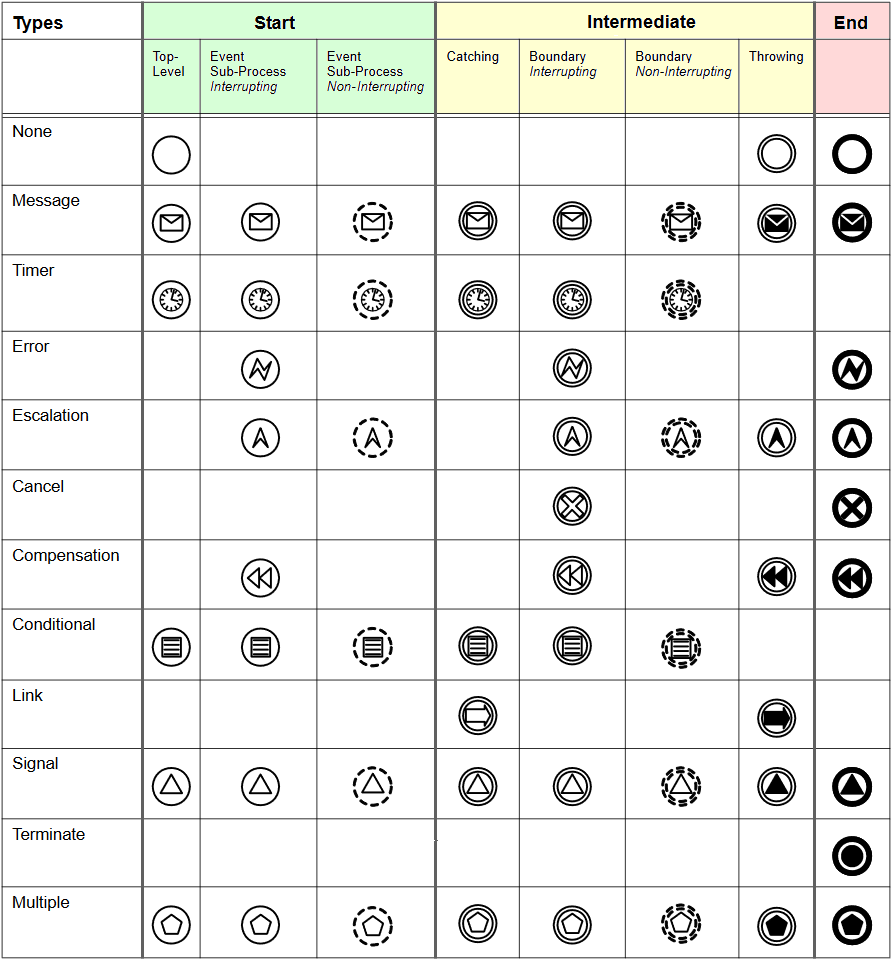 Types
Start
Intermediate
End
Top-
Level
Event
Sub-Process
Interrupting
Event
Sub-Process
Non-Interrupting
Catching
Boundary
Interrupting
Boundary
Non-Interrupting
Throwing
None
Message
Timer
Error
Escalation
Cancel
Compensation
Conditional
Link
Signal
Terminate
Multiple